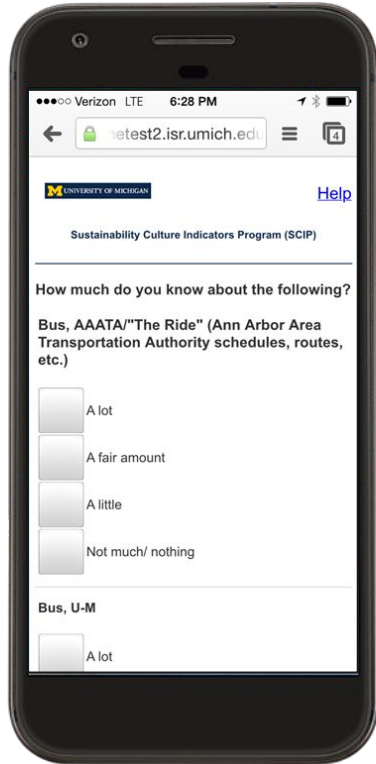 Verizon LTE 6:28 PM
netest2.isr.umich.edu 4
M UNIVERSITY OF MICHIGAN
Help
Sustainability Culture Indicators Program (SCIP)
How much do you know about the following?
Bus, AAATA/"The Ride" (Ann Arbor Area
Transportation Authority schedules, routes,
etc.)
A lot
A fair amount
A little
Not much/ nothing
Bus, U-M
A lot